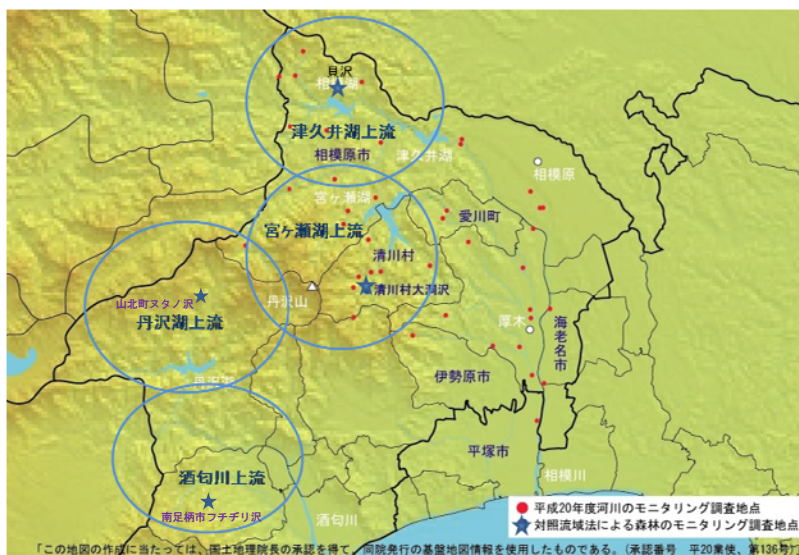 貝沢
相模湖
津久井湖上流
相模原市
津久井湖
相模原
宮ヶ瀬湖
愛川町
宮ヶ瀬湖上流
清川村
山北町ヌタノ沢
丹沢山
清川村大洞沢
丹沢湖上流
厚木
海老名市
丹沢湖
伊勢原市
平塚市
酒匂川上流
相模川
南足柄市フチヂリ沢
酒匂川
平成20年度河川のモニタリング調査地点
対照流域法による森林のモニタリング調査地点
「この地図の作成に当たっては、国土地理院長の承認を得て、同院発行の基盤地図情報を使用したものである。(承認番号 平20業使、第136号)